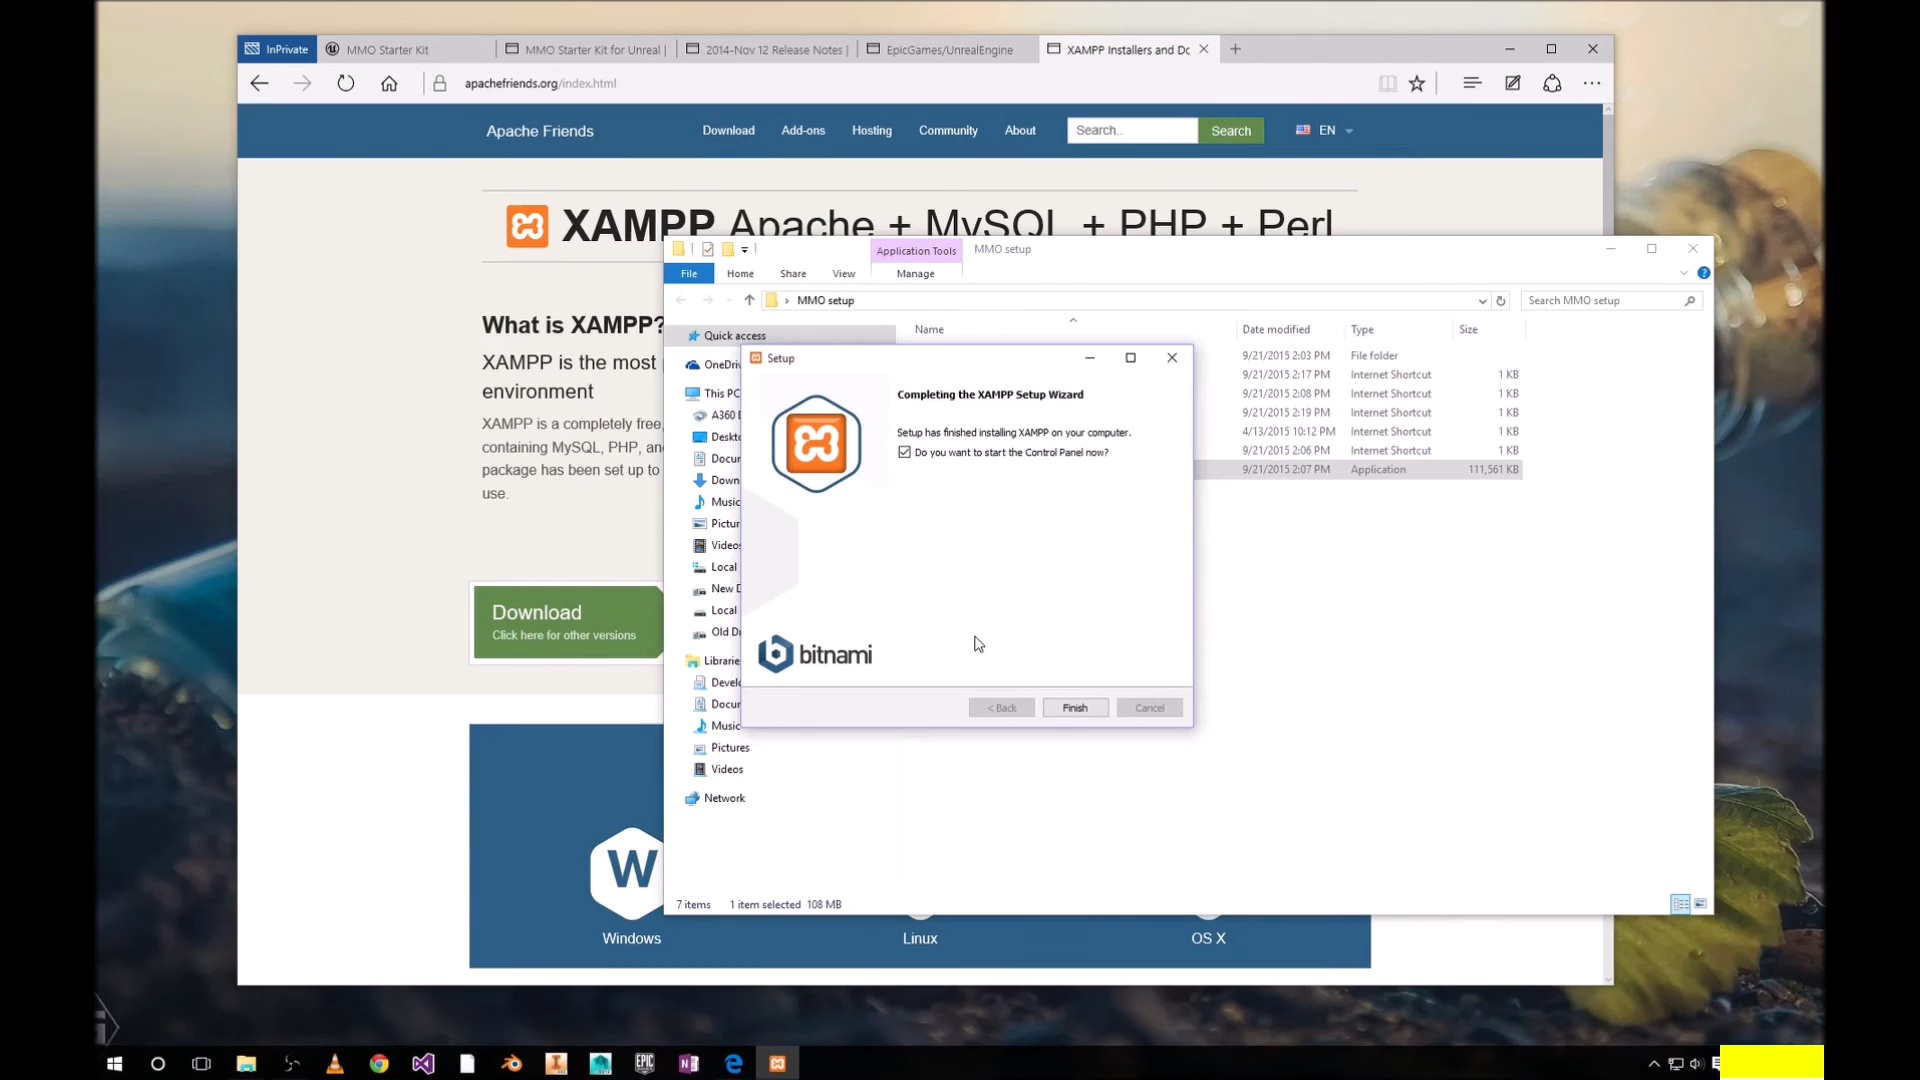 InPrivate
MMO Starter Kit
MMO Starter Kit for Unreal
2014-Nov 12 Release Notes
EpicGames/UnrealEngine
XAMPP Installers and Dc
apachefriends.org/index.html
Apache Friends
Download
Add-ons
Hosting
Community
About
Search..
Search
EN
XAMPP Apache + MySQL + PHP + Perl
What is XAMPP?
XAMPP is the most
environment
XAMPP is a completely free,
containing MySQL, PHP, an
package has been set up to
use.
Download
Click here for other versions
Windows
Linux
OS X
Application Tools
MMO setup
File
Home
Share
View
Manage
MMO setup
Search MMO setup
Quick access
OneDriv
This PC
A360 D
Deskto
Docum
Downl
Music
Pictur
Videos
Local
New D
Local
Old Dr
Librarie
Develo
Docum
Music
Pictures
Videos
Network
Name
Date modified
Type
Size
9/21/2015 2:03 PM File folder
9/21/2015 2:17 PM Internet Shortcut 1 KB
9/21/2015 2:08 PM Internet Shortcut 1 KB
9/21/2015 2:19 PM Internet Shortcut 1 KB
4/13/2015 10:12 PM Internet Shortcut 1 KB
9/21/2015 2:06 PM Internet Shortcut 1 KB
9/21/2015 2:07 PM Application 111,561 KB
7 items 1 item selected 108 MB
Setup
Completing the XAMPP Setup Wizard
Setup has finished installing XAMPP on your computer.
Do you want to start the Control Panel now?
bitnami
< Back
Finish
Cancel
EPIC
GAMES